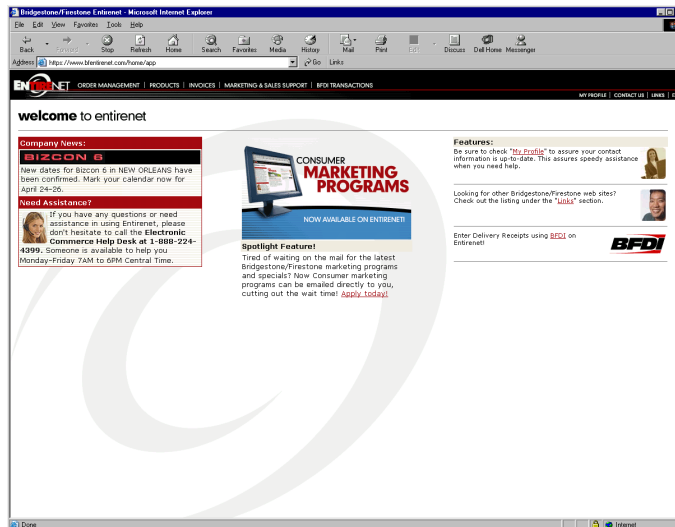 Bridgestone/Firestone Entirenet - Microsoft Internet Explorer
File Edit View Favorites Tools Help
Back Forward Stop Refresh Home Search Favorites Media History Mail Print Edit Discuss Dell Home Messenger
Address https://www.bfentirenet.com/home/app Go Links
ENTIRENET ORDER MANAGEMENT | PRODUCTS | INVOICES | MARKETING & SALES SUPPORT | BFDI TRANSACTIONS
MY PROFILE | CONTACT US | LINKS | E
welcome to entirenet
Company News:
BIZCON 6
New dates for Bizcon 6 in NEW ORLEANS have
been confirmed. Mark your calendar now for
April 24-26.
Need Assistance?
If you have any questions or need
assistance in using Entirenet, please
don't hesitate to call the Electronic
Commerce Help Desk at 1-888-224-
4399. Someone is available to help you
Monday-Friday 7AM to 6PM Central Time.
CONSUMER
MARKETING
PROGRAMS
NOW AVAILABLE ON ENTIRENET!
Spotlight Feature!
Tired of waiting on the mail for the latest
Bridgestone/Firestone marketing programs
and specials? Now Consumer marketing
programs can be emailed directly to you,
cutting out the wait time! Apply today!
Features:
Be sure to check "My Profile" to assure your contact
information is up-to-date. This assures speedy assistance
when you need help.
Looking for other Bridgestone/Firestone web sites?
Check out the listing under the "Links" section.
Enter Delivery Receipts using BFDI on
Entirenet!
BFDI
Done Internet